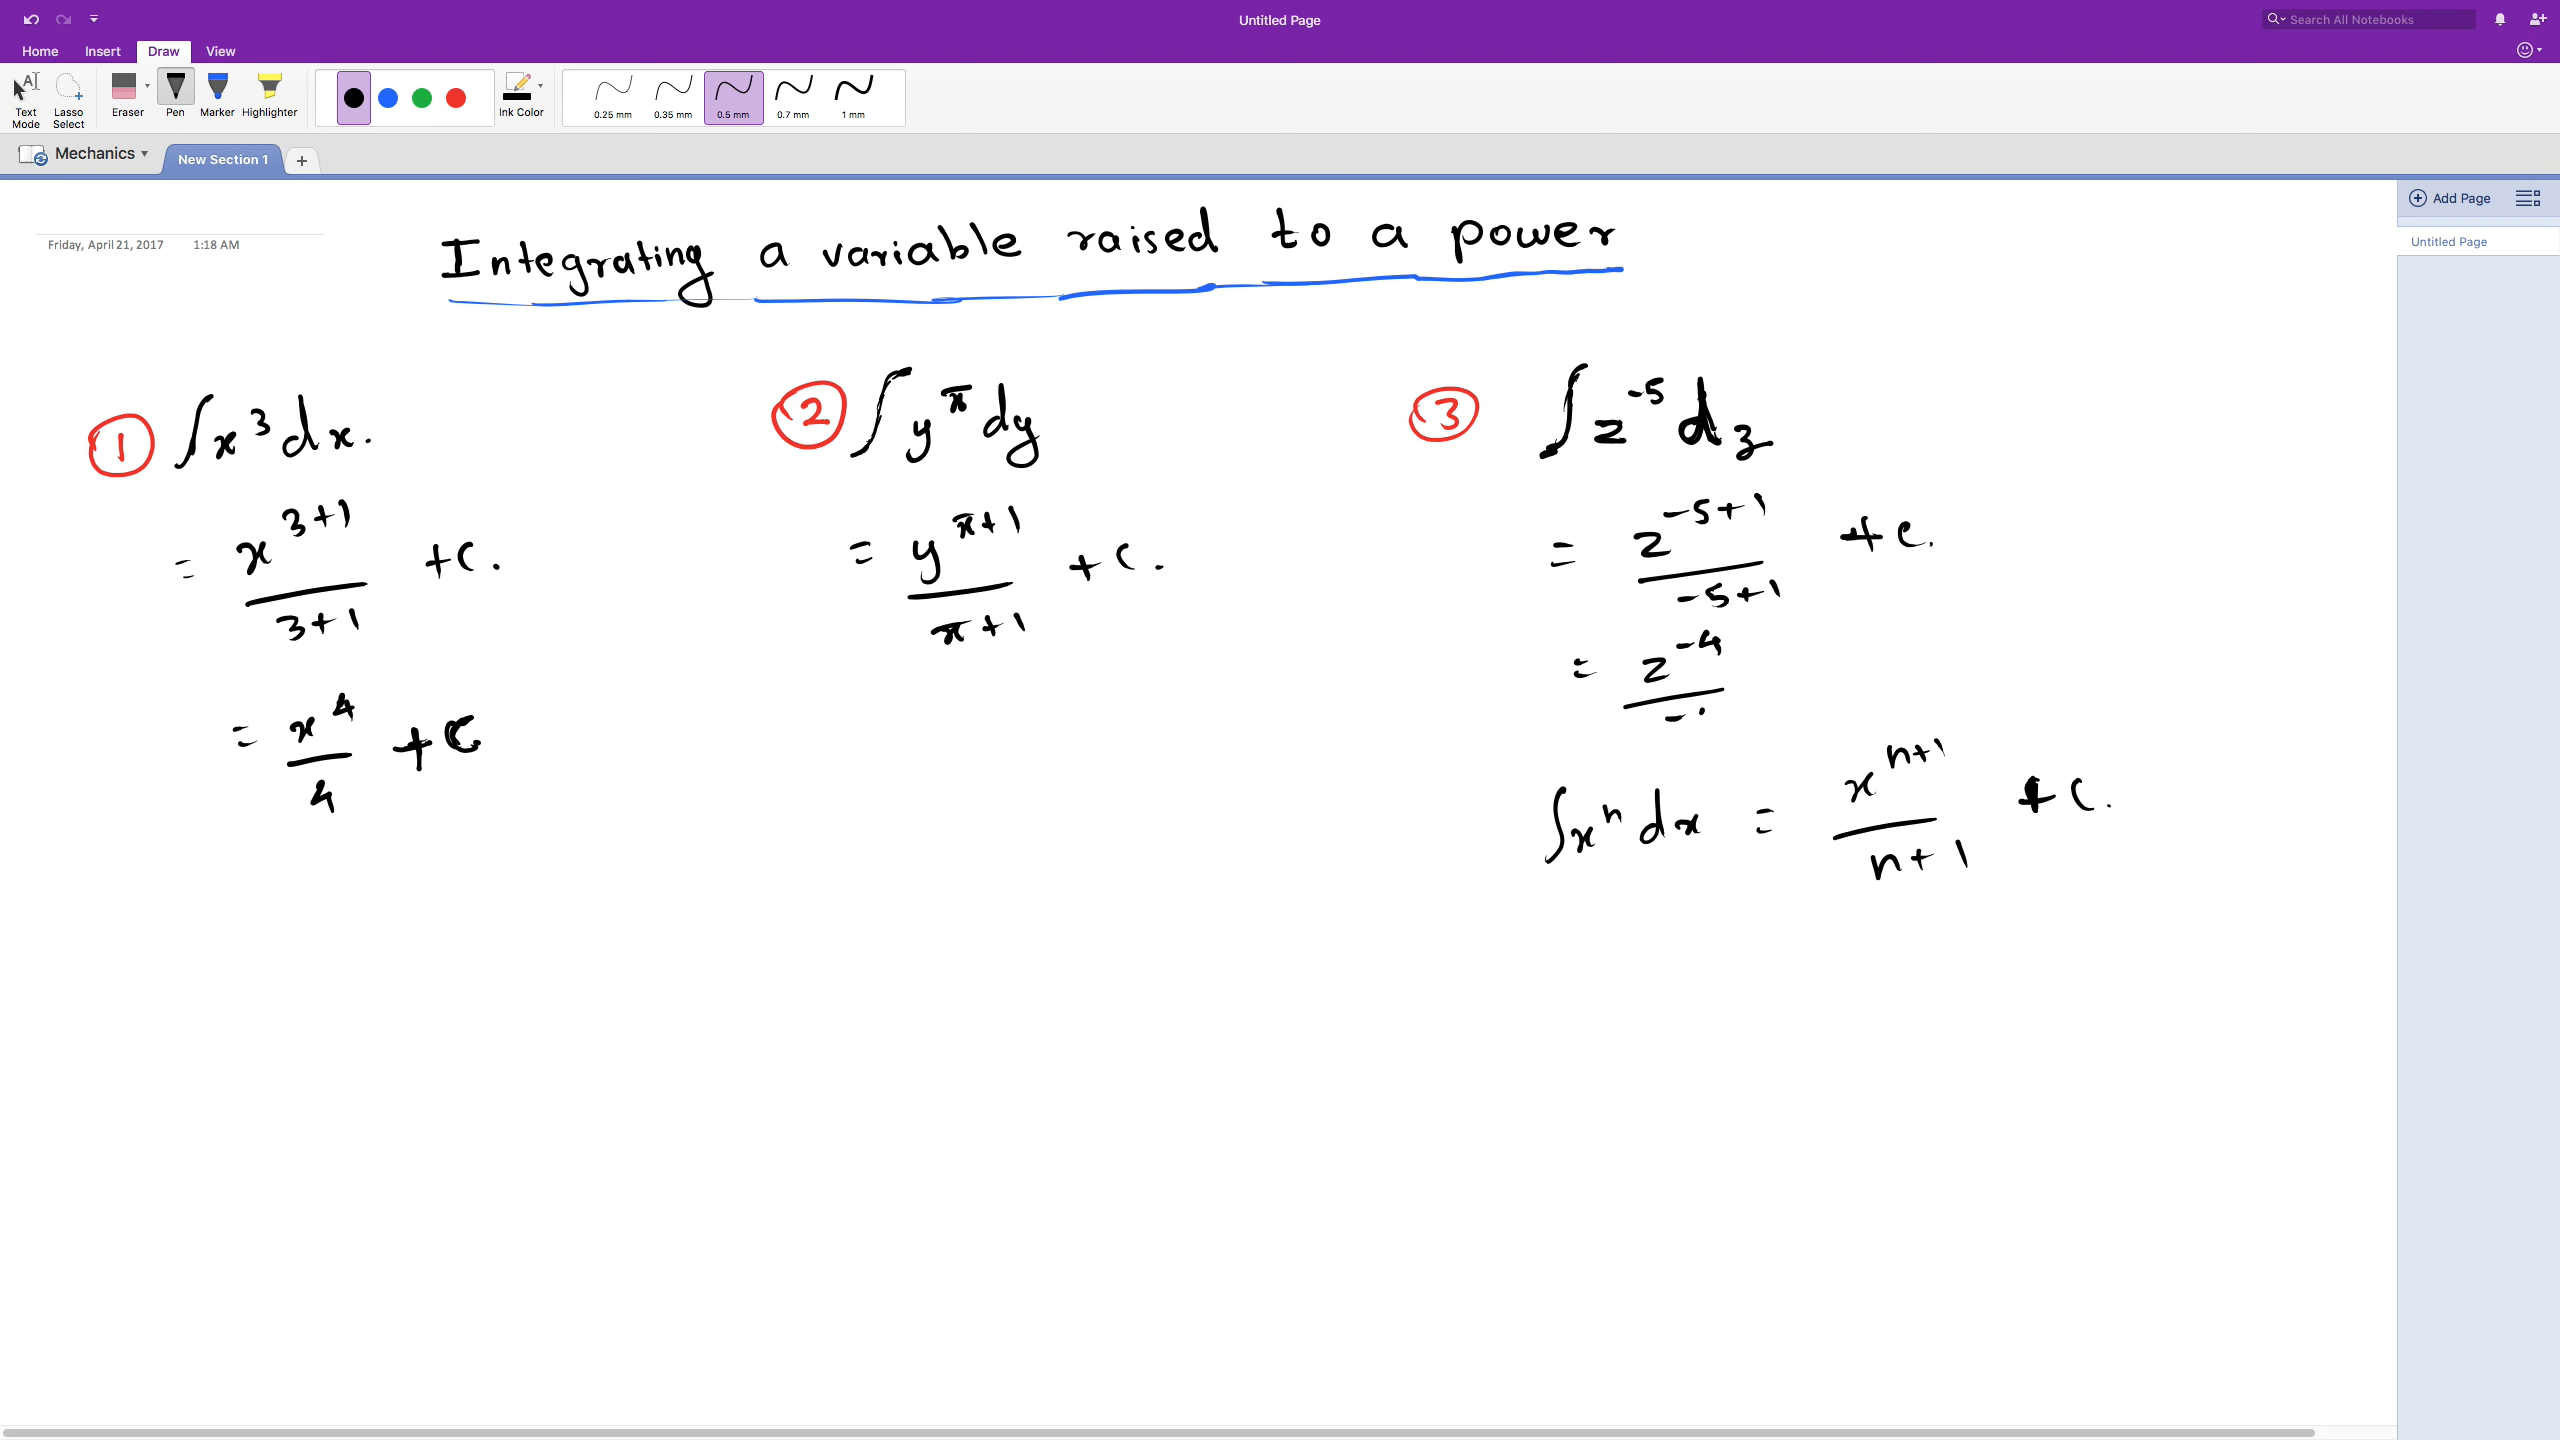 Untitled Page
Search All Notebooks
Home Insert Draw View
Text Mode
Lasso Select
Eraser
Pen
Marker
Highlighter
Ink Color
0.25 mm
0.35 mm
0.5 mm
0.7 mm
1 mm
Mechanics
New Section 1
+
Add Page
Untitled Page
Friday, April 21, 2017 1:18 AM
Integrating a variable raised to a power
① ∫x³dx.
= x^(3+1)/(3+1) +C.
= x⁴/4 +C
② ∫y^π dy
= y^(π+1)/(π+1) +C.
③ ∫z⁻⁵dz
= z^(-5+1)/(-5+1) +C.
= z⁻⁴/-
∫xⁿdx = x^(n+1)/(n+1) +C.